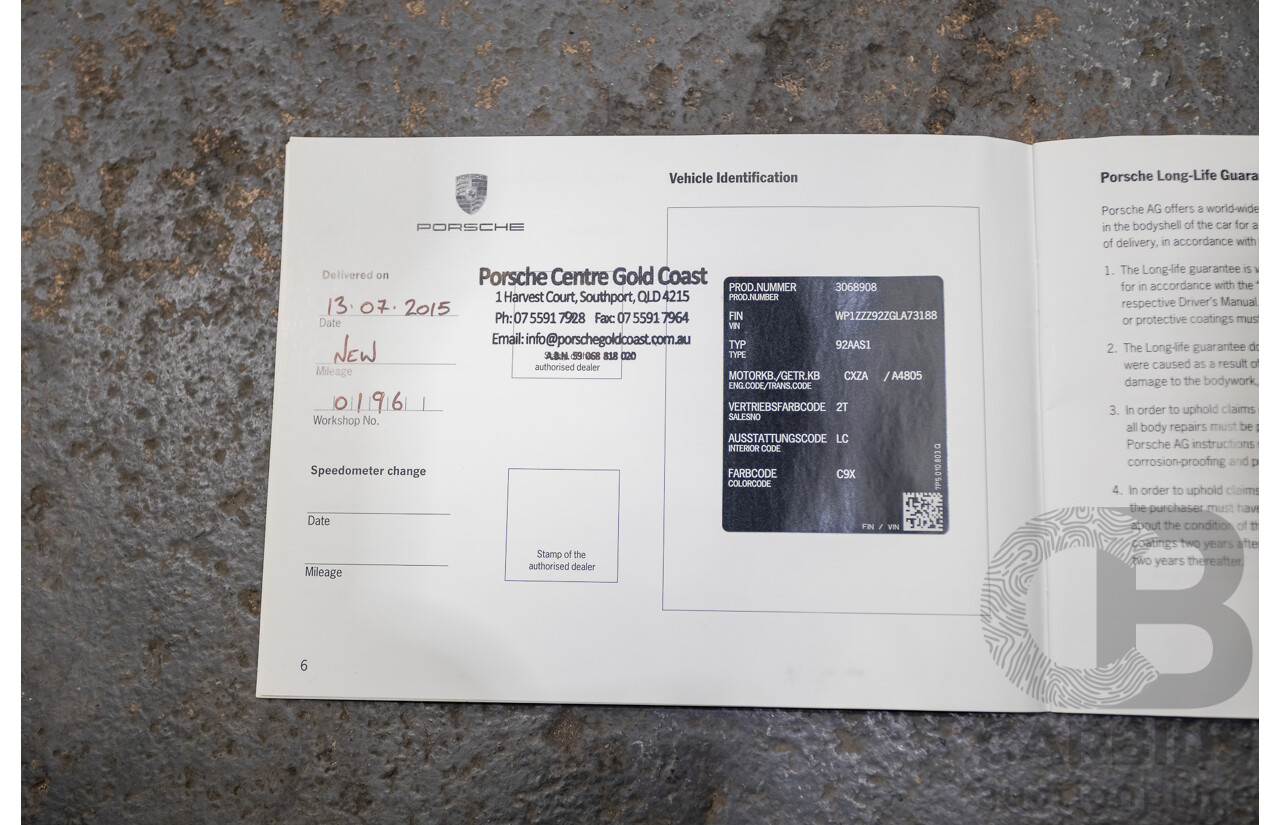 PORSCHE
Delivered on
13.07.2015
Date
NEW
Mileage
01961
Workshop No.
Speedometer change
Date
Mileage
6
Porsche Centre Gold Coast
1 Harvest Court, Southport, QLD 4215
Ph: 07 5591 7928 Fax: 07 5591 7964
Email: info@porschegoldcoast.com.au
A.B.N. 59 068 818 020
authorised dealer
Stamp of the
authorised dealer
Vehicle Identification
PROD.NUMMER 3068908
PROD.NUMBER
FIN WP1ZZZ92ZGLA73188
VIN
TYP 92AAS1
TYPE
MOTORKB./GETR.KB CXZA / A4805
ENG.CODE/TRANS.CODE
VERTRIEBSFARBCODE 2T
SALESNO
AUSSTATTUNGSCODE LC
INTERIOR CODE
FARBCODE C9X
COLORCODE
7P5.010.803.Q
FIN / VIN
Porsche Long-Life Guara
Porsche AG offers a world-wide
in the bodyshell of the car for a
of delivery, in accordance with
1. The Long-life guarantee is v
for in accordance with the "
respective Driver's Manual
or protective coatings must
2. The Long-life guarantee do
were caused as a result of
damage to the bodywork,
3. In order to uphold claims
all body repairs must be p
Porsche AG instructions
corrosion-proofing and p
4. In order to uphold claims
the purchaser must have
about the condition of th
coatings two years after
two years thereafter.
CB